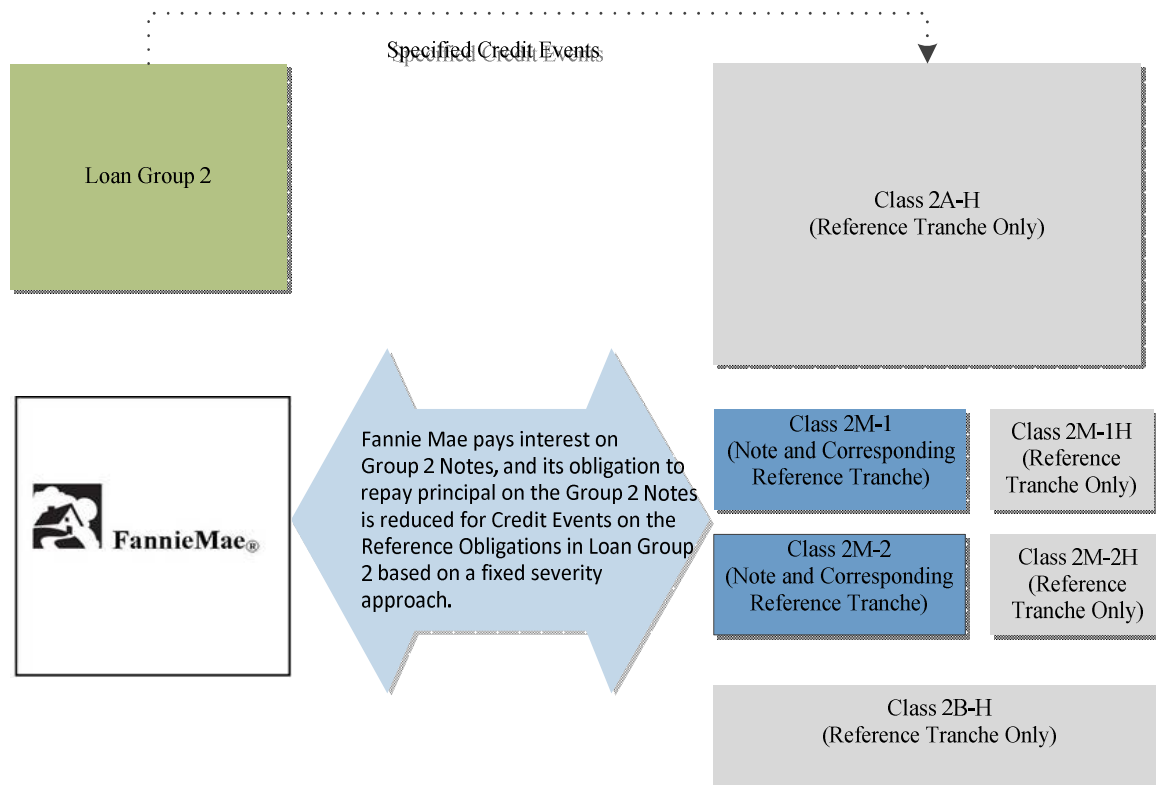 Specified Credit Events
Loan Group 2
Class 2A-H
(Reference Tranche Only)
Fannie Mae pays interest on
Group 2 Notes, and its obligation to
repay principal on the Group 2 Notes
is reduced for Credit Events on the
Reference Obligations in Loan Group
2 based on a fixed severity
approach.
FannieMae®
Class 2M-1
(Note and Corresponding
Reference Tranche)
Class 2M-1H
(Reference
Tranche Only)
Class 2M-2
(Note and Corresponding
Reference Tranche)
Class 2M-2H
(Reference
Tranche Only)
Class 2B-H
(Reference Tranche Only)